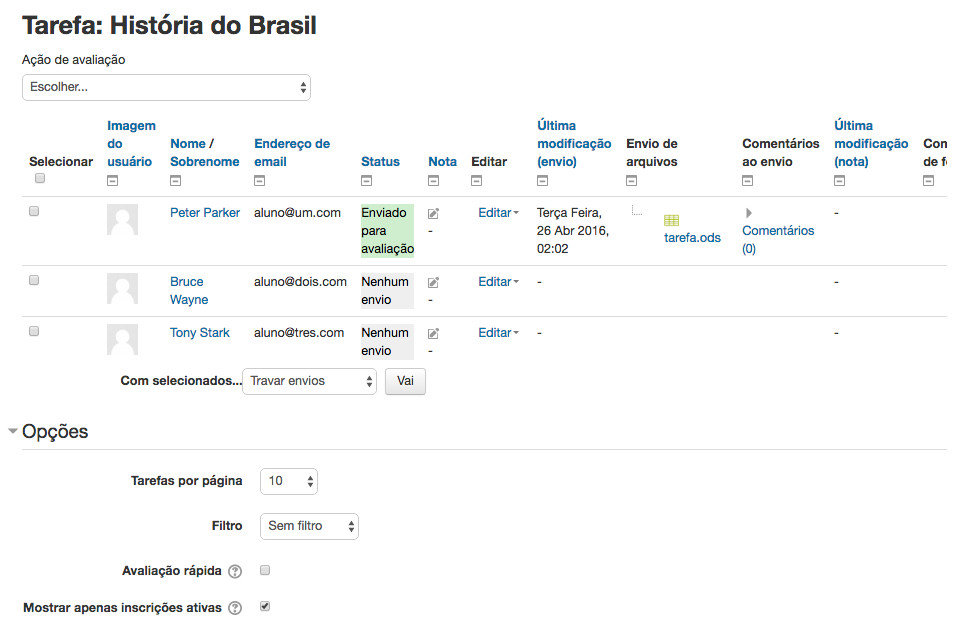 Tarefa: História do Brasil
Ação de avaliação
Escolher...
Selecionar
Imagem
do
usuário
Nome /
Sobrenome
Endereço de
email
Status
Nota
Editar
Última
modificação
(envio)
Envio de
arquivos
Comentários
ao envio
Última
modificação
(nota)
Peter Parker
aluno@um.com
Enviado
para
avaliação
-
Editar
Terça Feira,
26 Abr 2016,
02:02
tarefa.ods
Comentários
(0)
-
Bruce
Wayne
aluno@dois.com
Nenhum
envio
-
Editar
-
-
Tony Stark
aluno@tres.com
Nenhum
envio
-
Editar
-
-
Com selecionados...
Travar envios
Vai
Opções
Tarefas por página
10
Filtro
Sem filtro
Avaliação rápida
Mostrar apenas inscrições ativas